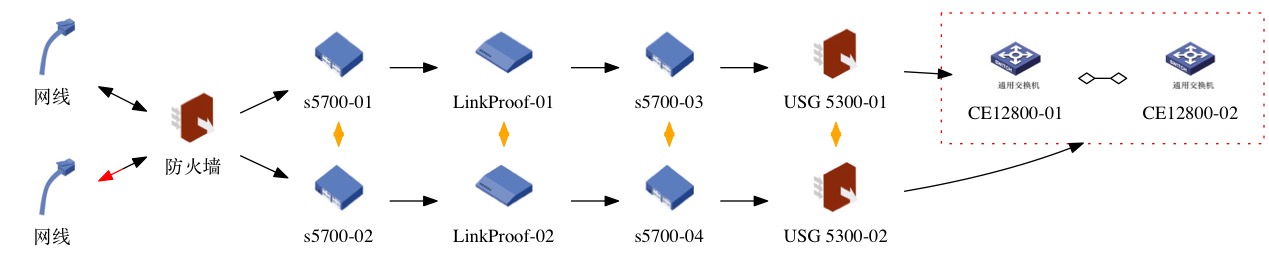 网线
s5700-01
LinkProof-01
s5700-03
USG 5300-01
SWITCH
通用交换机
CE12800-01
SWITCH
通用交换机
CE12800-02
防火墙
网线
s5700-02
LinkProof-02
s5700-04
USG 5300-02